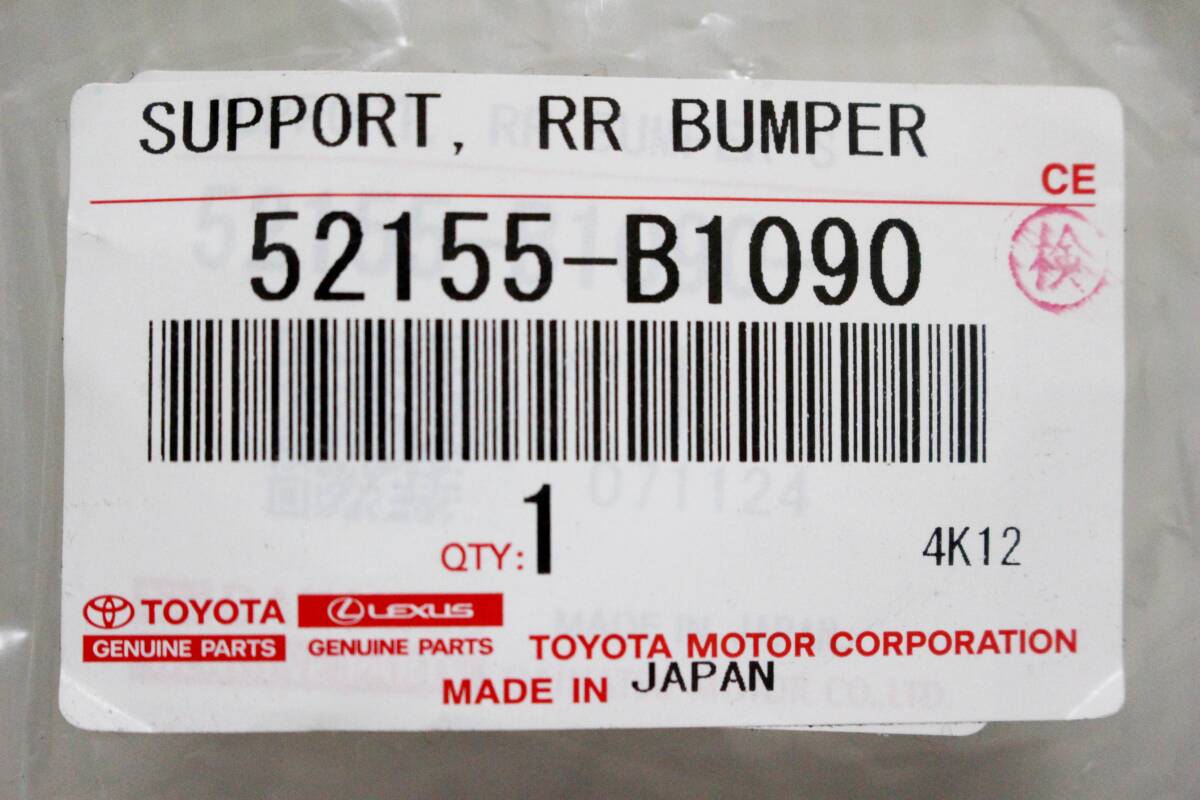 SUPPORT, RR BUMPER
CE
52155-B1090
検
QTY: 1
4K12
TOYOTA LEXUS
GENUINE PARTS GENUINE PARTS TOYOTA MOTOR CORPORATION
MADE IN JAPAN
071124